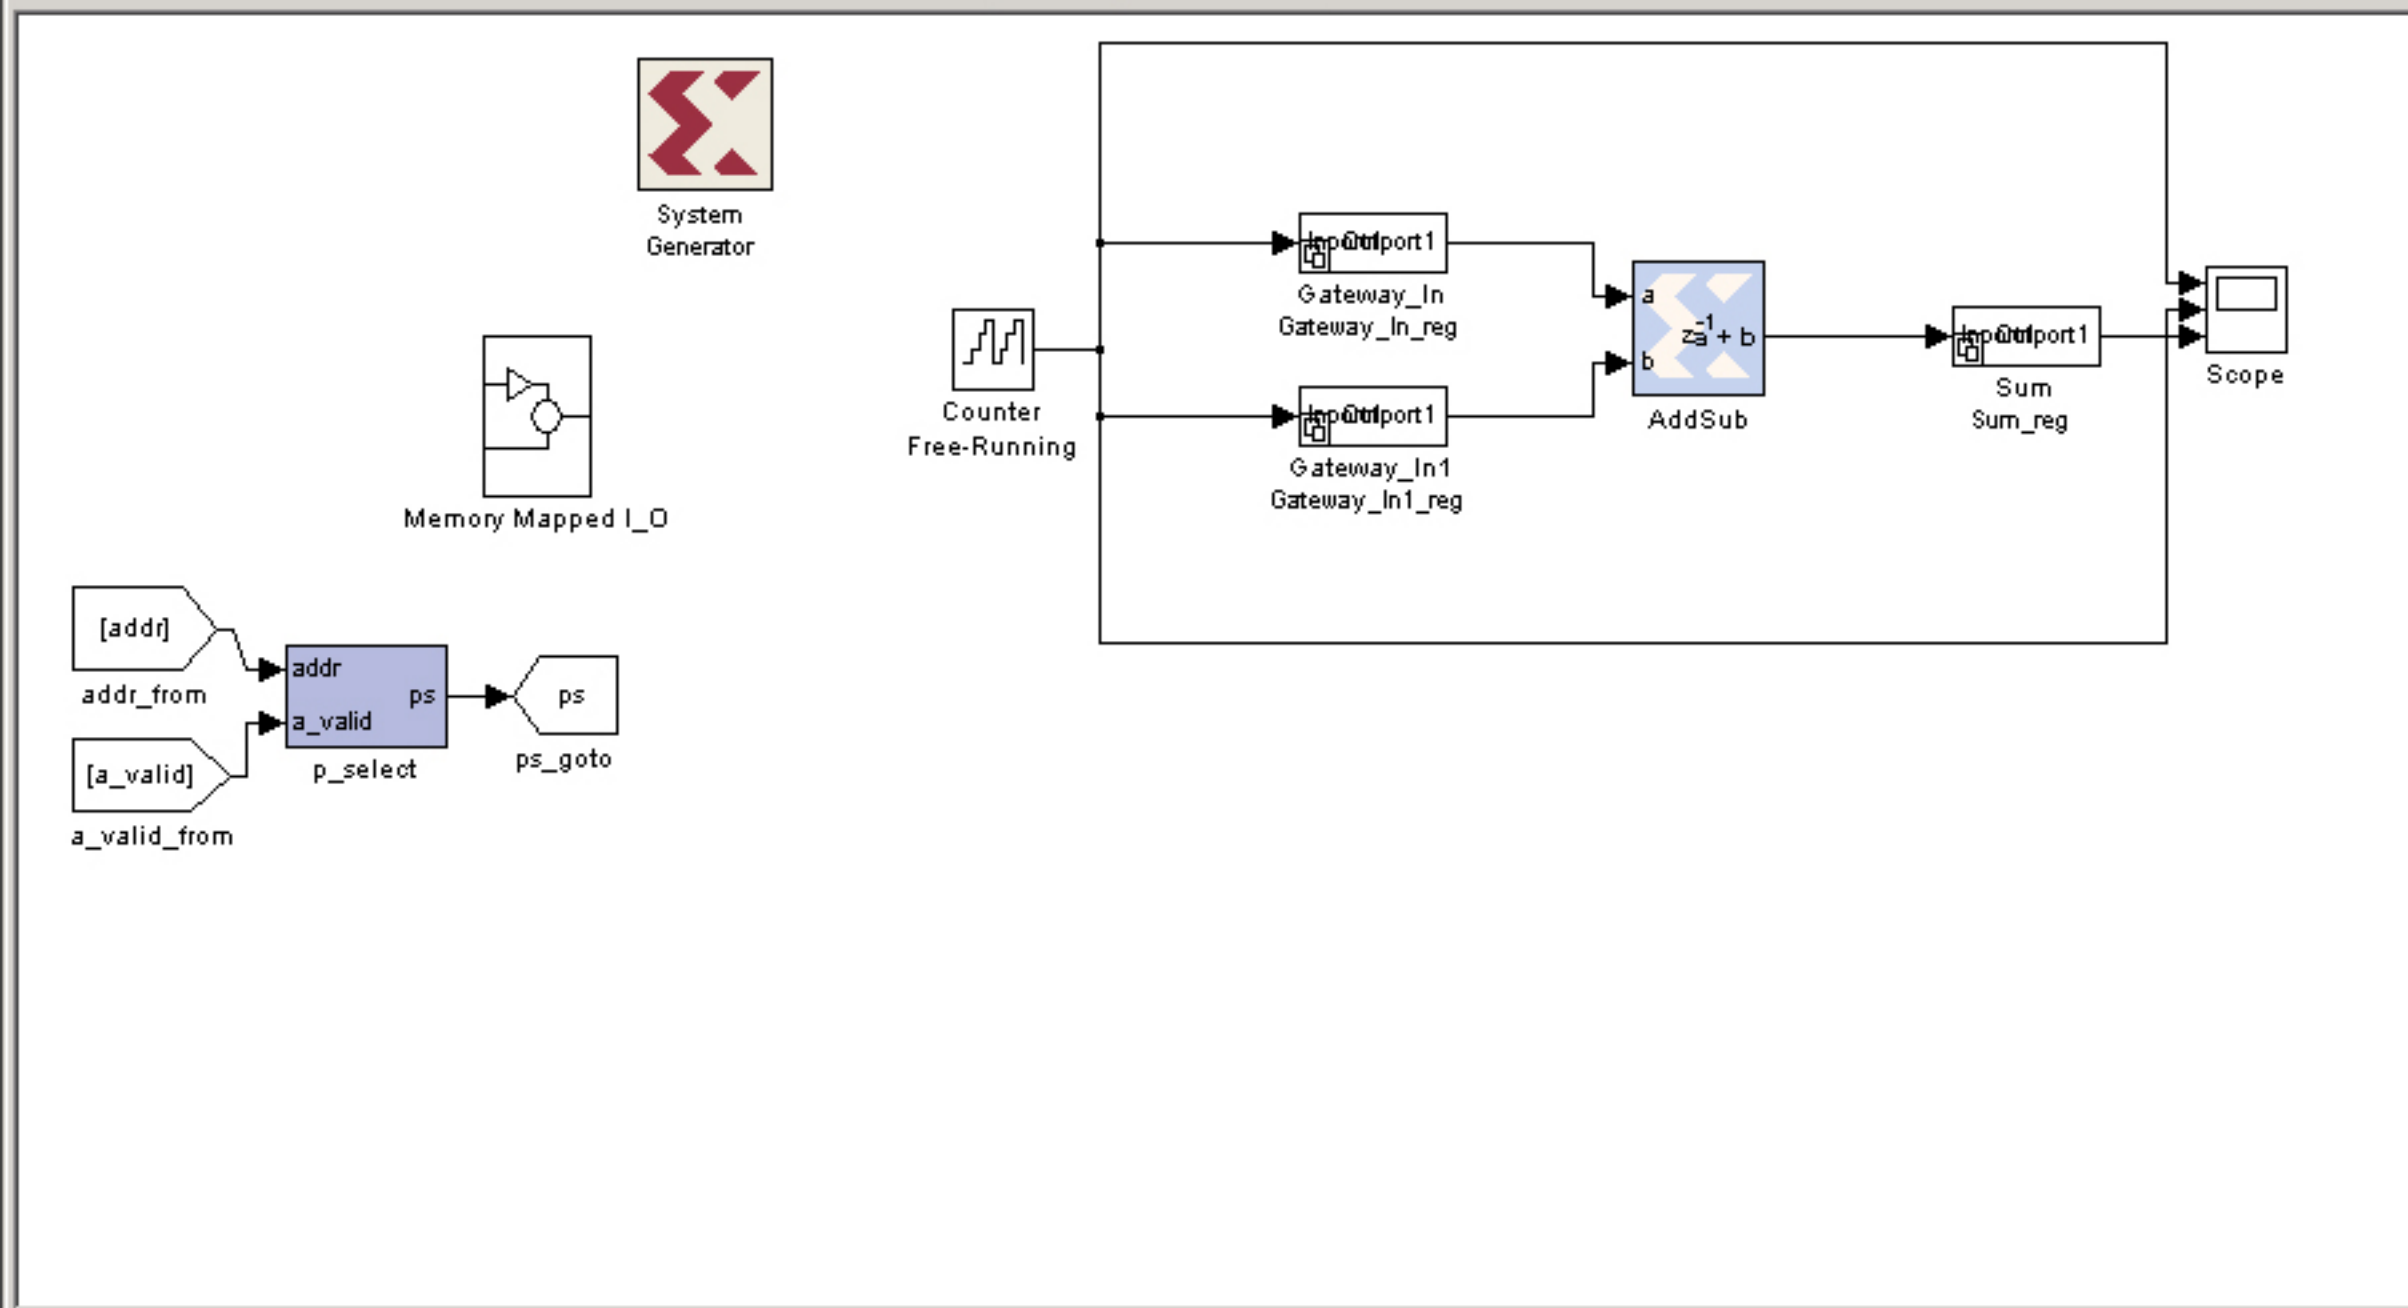 System
Generator
Memory Mapped I_O
[addr]
addr_from
[a_valid]
a_valid_from
addr
a_valid
ps
p_select
ps
ps_goto
Counter
Free-Running
Gateway_In
Gateway_In_reg
Gateway_In1
Gateway_In1_reg
a
b
z-1
a + b
AddSub
Sum
Sum_reg
Scope